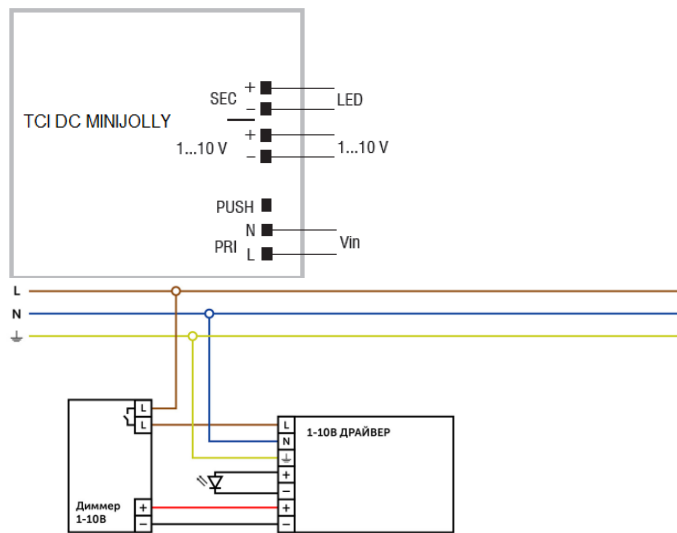 +
SEC
LED
−
TCI DC MINIJOLLY
+
1...10 V
1...10 V
−
PUSH
N
PRI
Vin
L
L
N
L
L
L
1-10В ДРАЙВЕР
N
+
−
Диммер
1-10В
+
+
−
−